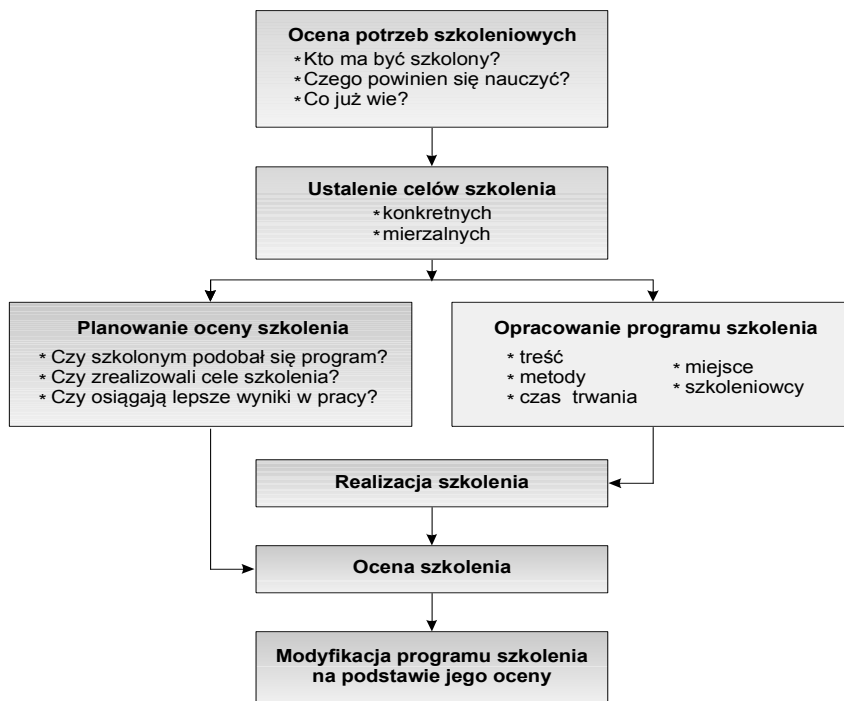 Ocena potrzeb szkoleniowych
* Kto ma być szkolony?
* Czego powinien się nauczyć?
* Co już wie?
Ustalenie celów szkolenia
* konkretnych
* mierzalnych
Planowanie oceny szkolenia
* Czy szkolonym podobał się program?
* Czy zrealizowali cele szkolenia?
* Czy osiągają lepsze wyniki w pracy?
Opracowanie programu szkolenia
* treść
* metody
* czas trwania
* miejsce
* szkoleniowcy
Realizacja szkolenia
Ocena szkolenia
Modyfikacja programu szkolenia
na podstawie jego oceny